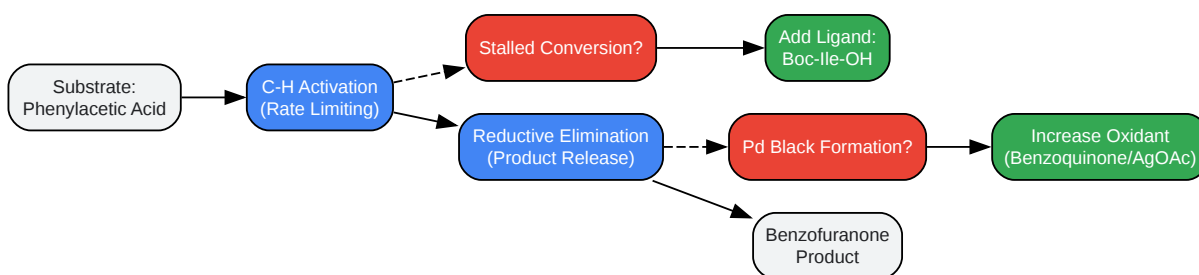 Substrate:
Phenylacetic Acid
C-H Activation
(Rate Limiting)
Stalled Conversion?
Add Ligand:
Boc-Ile-OH
Reductive Elimination
(Product Release)
Pd Black Formation?
Increase Oxidant
(Benzoquinone/AgOAc)
Benzofuranone
Product